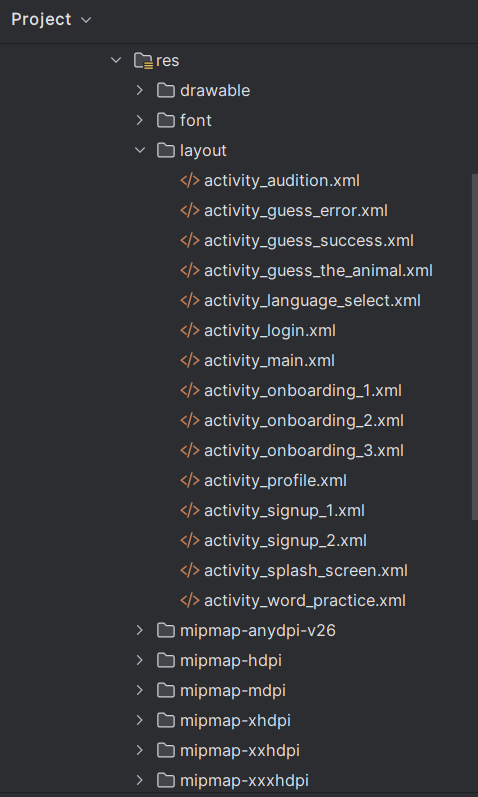 Project
res
drawable
font
layout
activity_audition.xml
activity_guess_error.xml
activity_guess_success.xml
activity_guess_the_animal.xml
activity_language_select.xml
activity_login.xml
activity_main.xml
activity_onboarding_1.xml
activity_onboarding_2.xml
activity_onboarding_3.xml
activity_profile.xml
activity_signup_1.xml
activity_signup_2.xml
activity_splash_screen.xml
activity_word_practice.xml
mipmap-anydpi-v26
mipmap-hdpi
mipmap-mdpi
mipmap-xhdpi
mipmap-xxhdpi
mipmap-xxxhdpi